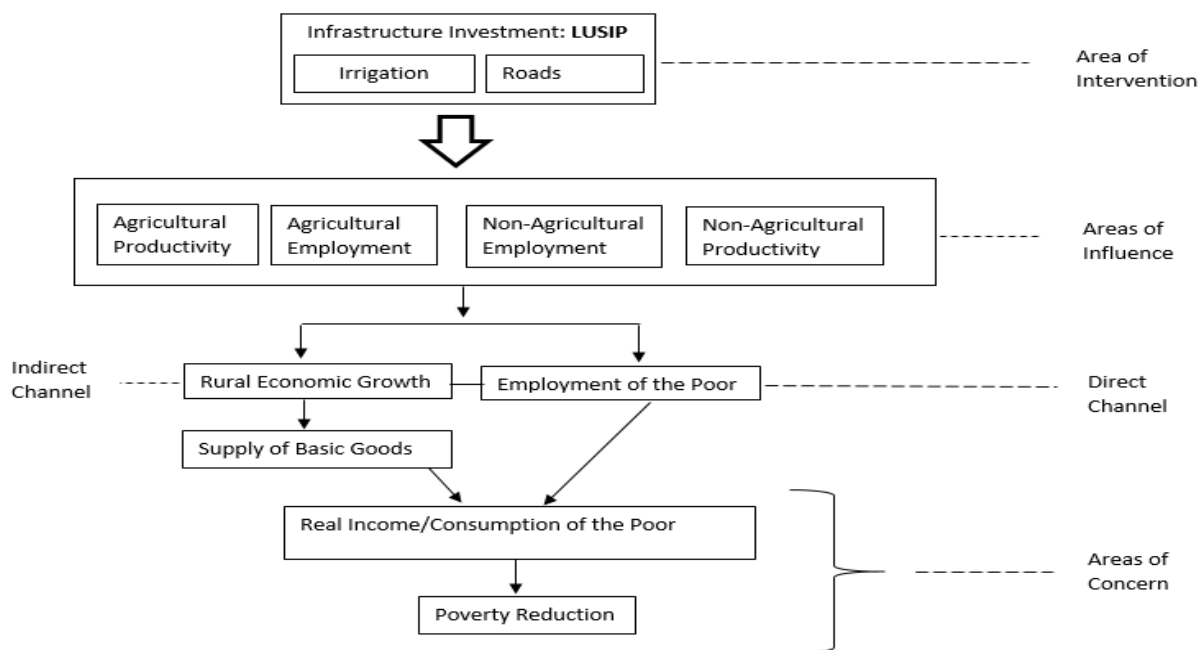 Infrastructure Investment: LUSIP
Irrigation
Roads
Area of
Intervention
Agricultural
Productivity
Agricultural
Employment
Non-Agricultural
Employment
Non-Agricultural
Productivity
Areas of
Influence
Indirect
Channel
Rural Economic Growth
Employment of the Poor
Direct
Channel
Supply of Basic Goods
Real Income/Consumption of the Poor
Areas of
Concern
Poverty Reduction